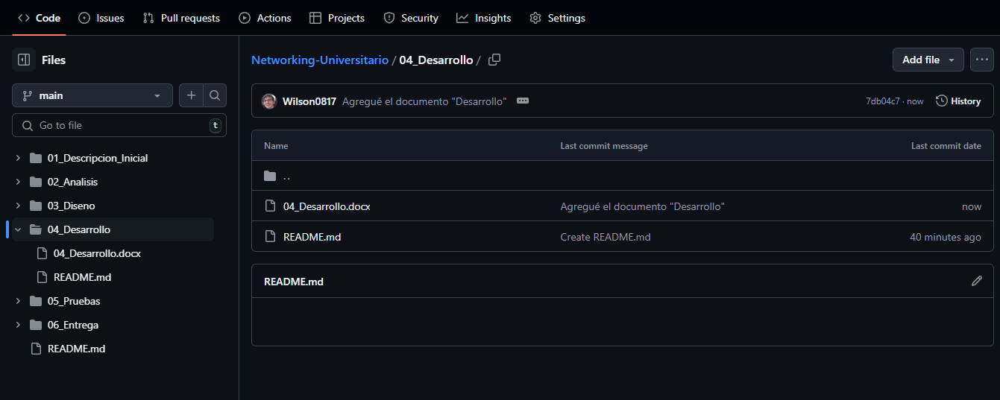 Code Issues Pull requests Actions Projects Security Insights Settings
Files
main
Go to file t
01_Descripcion_Inicial
02_Analisis
03_Diseno
04_Desarrollo
04_Desarrollo.docx
README.md
05_Pruebas
06_Entrega
README.md
Networking-Universitario / 04_Desarrollo /
Add file
Wilson0817 Agregué el documento "Desarrollo" 7db04c7 · now History
Name Last commit message Last commit date
..
04_Desarrollo.docx Agregué el documento "Desarrollo" now
README.md Create README.md 40 minutes ago
README.md